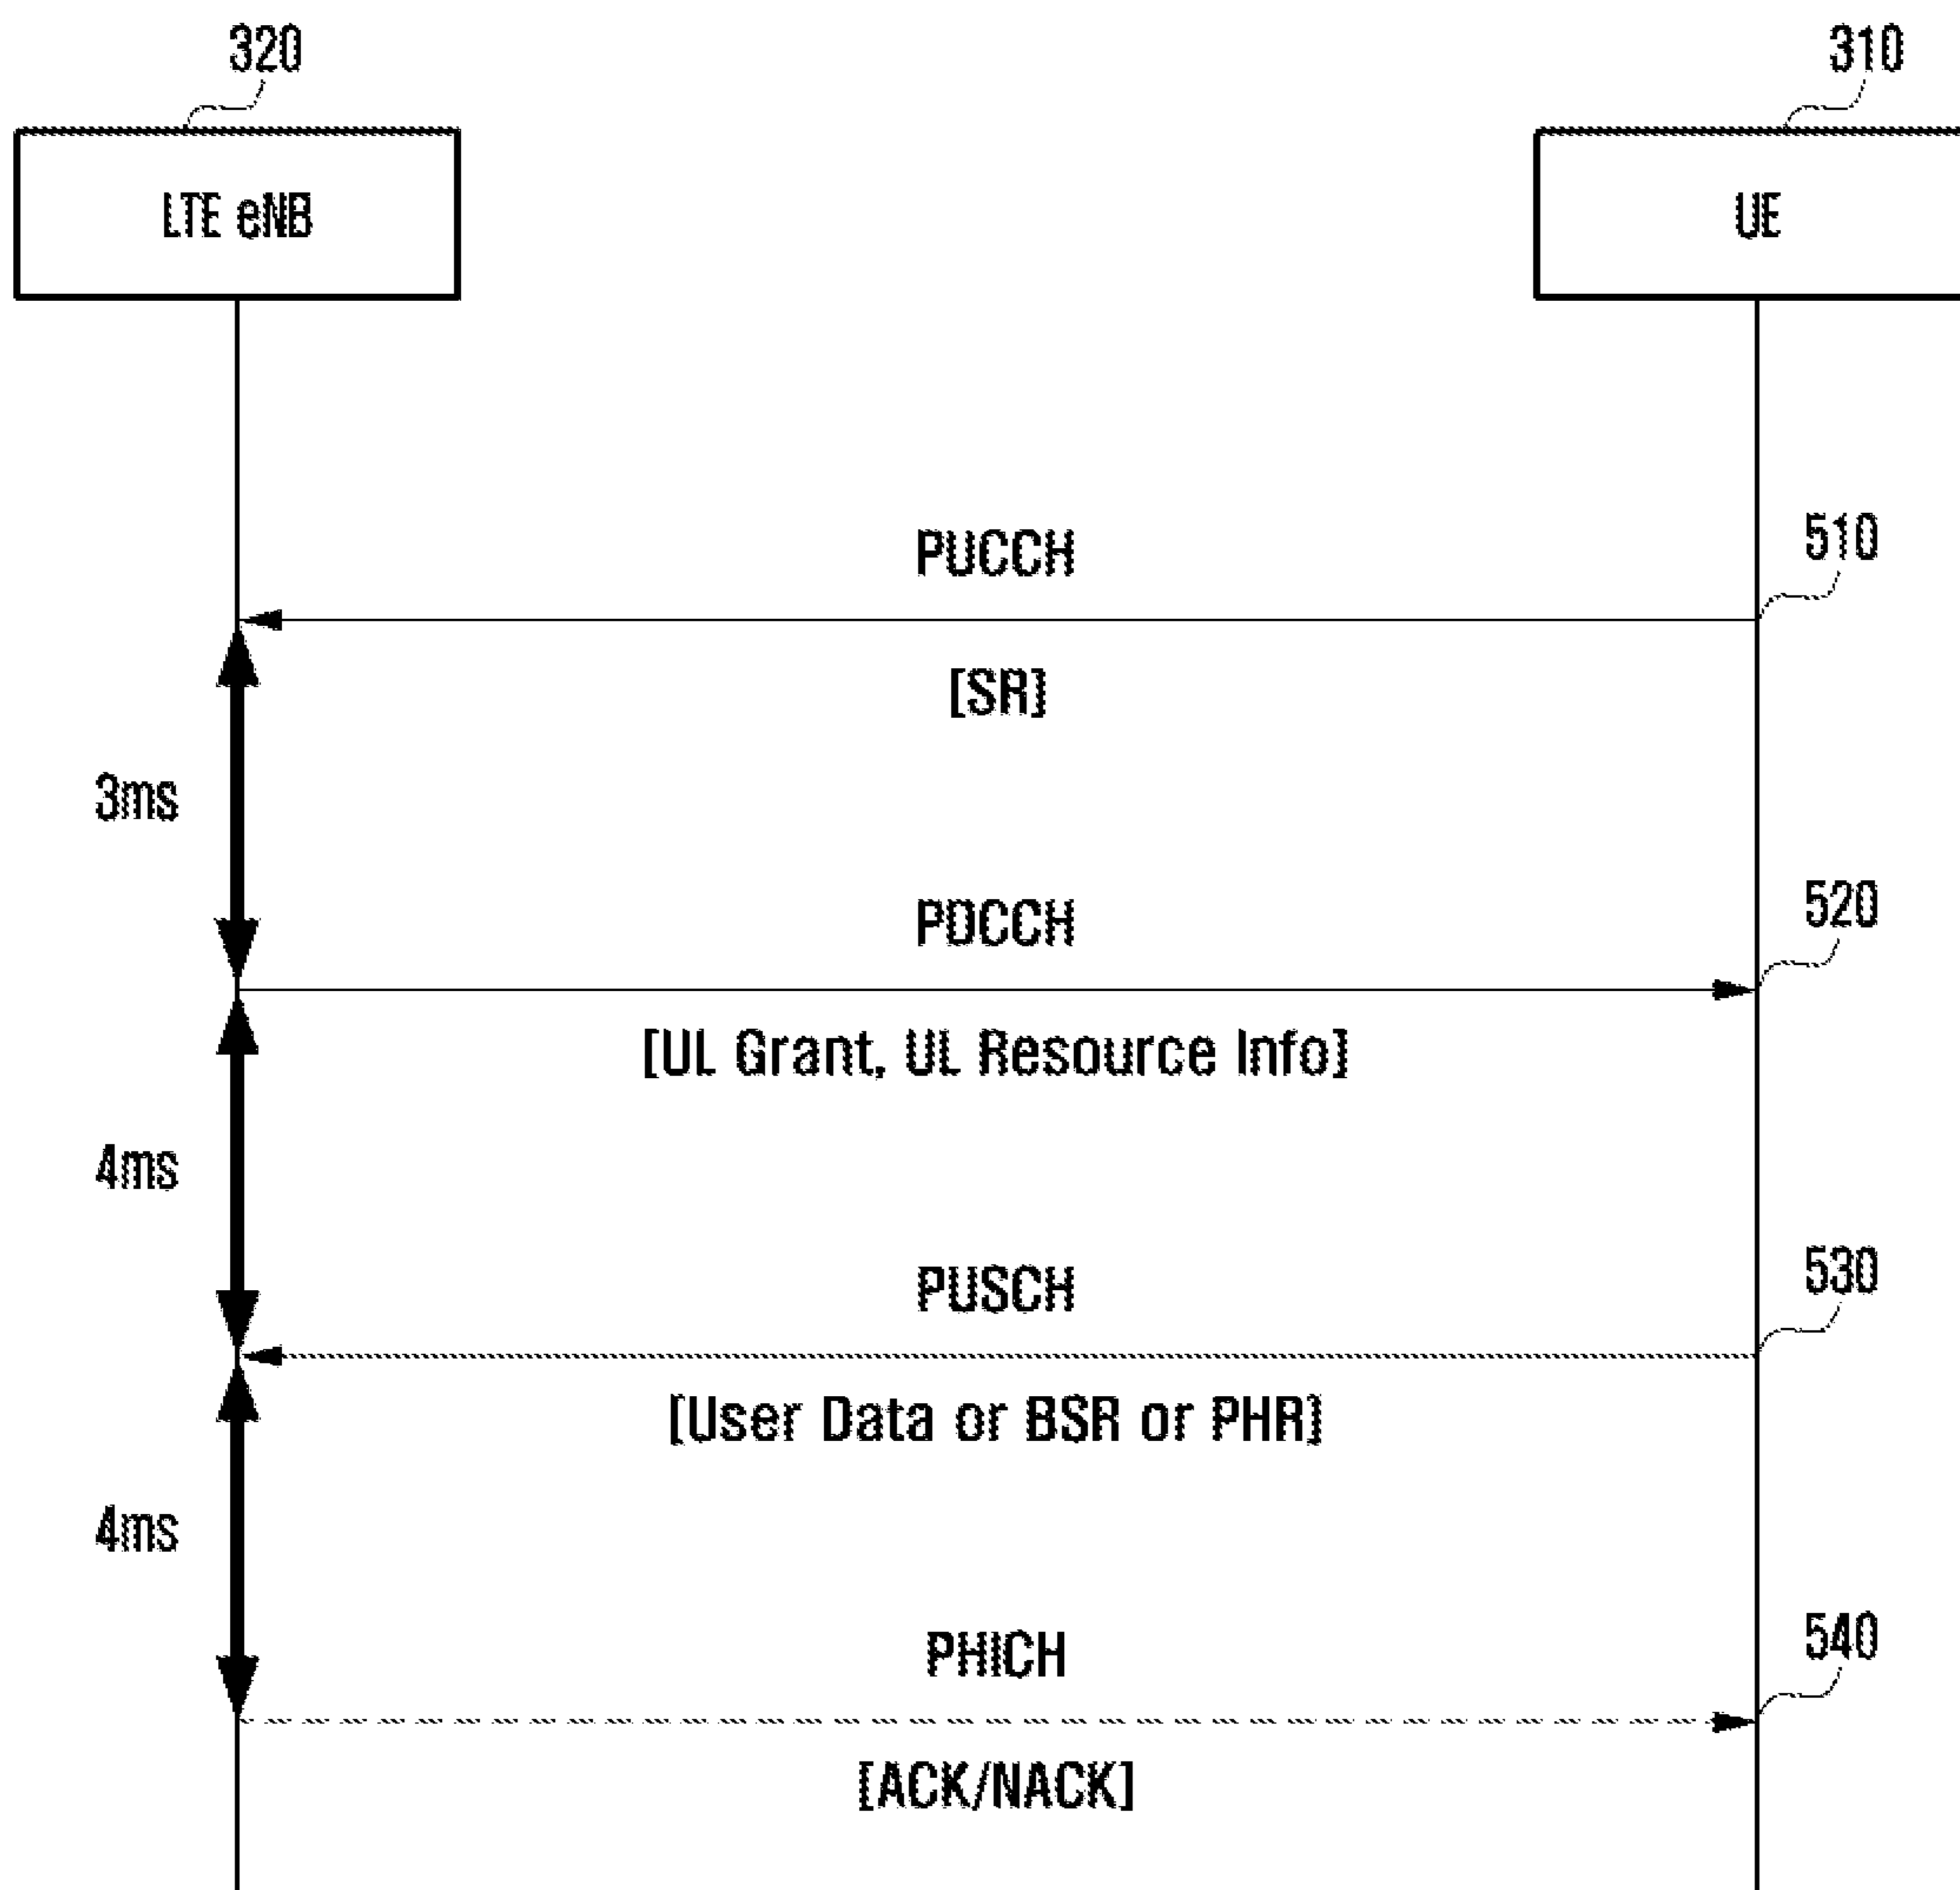 320
310
LTE eNB
UE
510
PUCCH
[SR]
3ms
520
PDCCH
[UL Grant, UL Resource Info]
4ms
530
PUSCH
[User Data or BSR or PHR]
4ms
540
PHICH
[ACK/NACK]